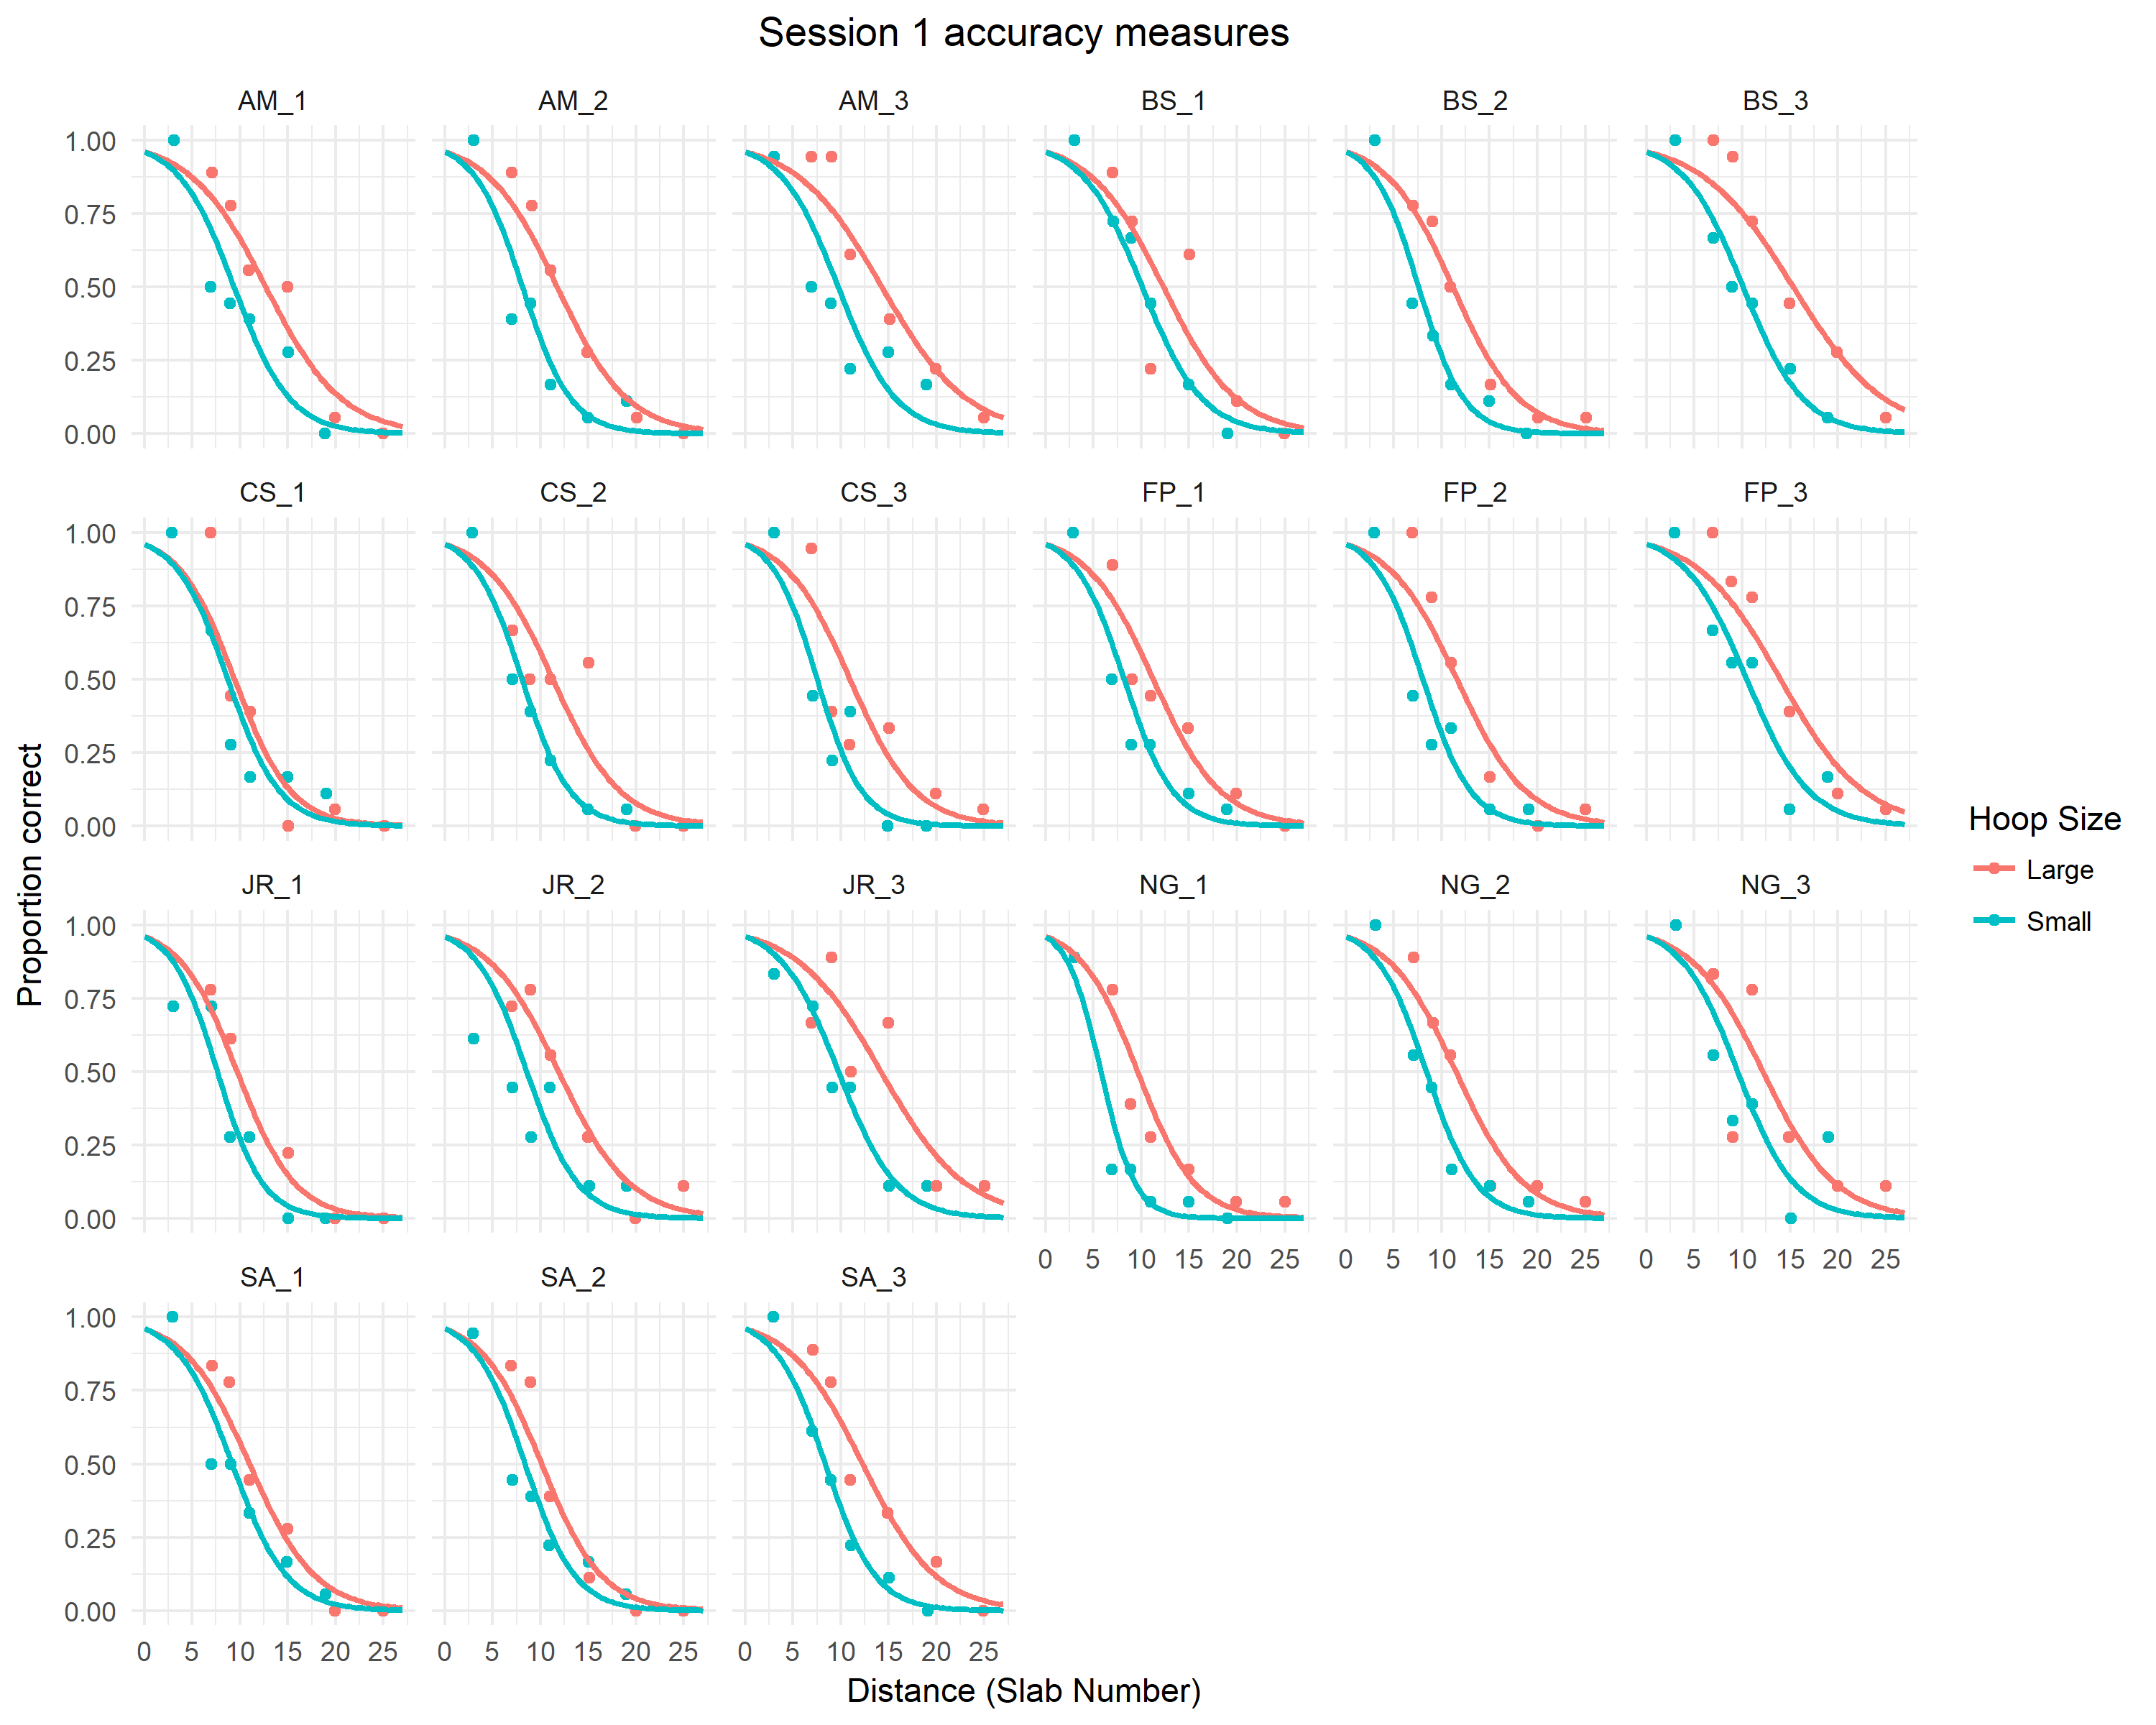 Session 1 accuracy measures
AM_1 AM_2 AM_3 BS_1 BS_2 BS_3
1.00
0.75
0.50
0.25
0.00
CS_1 CS_2 CS_3 FP_1 FP_2 FP_3
1.00
0.75
0.50
0.25
0.00
JR_1 JR_2 JR_3 NG_1 NG_2 NG_3
1.00
0.75
0.50
0.25
0.00
0 5 10 15 20 25 0 5 10 15 20 25 0 5 10 15 20 25
SA_1 SA_2 SA_3
1.00
0.75
0.50
0.25
0.00
0 5 10 15 20 25 0 5 10 15 20 25 0 5 10 15 20 25
Distance (Slab Number)
Proportion correct
Hoop Size
Large
Small